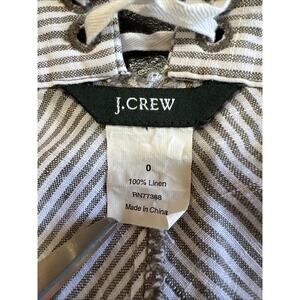 J.CREW
0
100% Linen
RN77388
Made in China